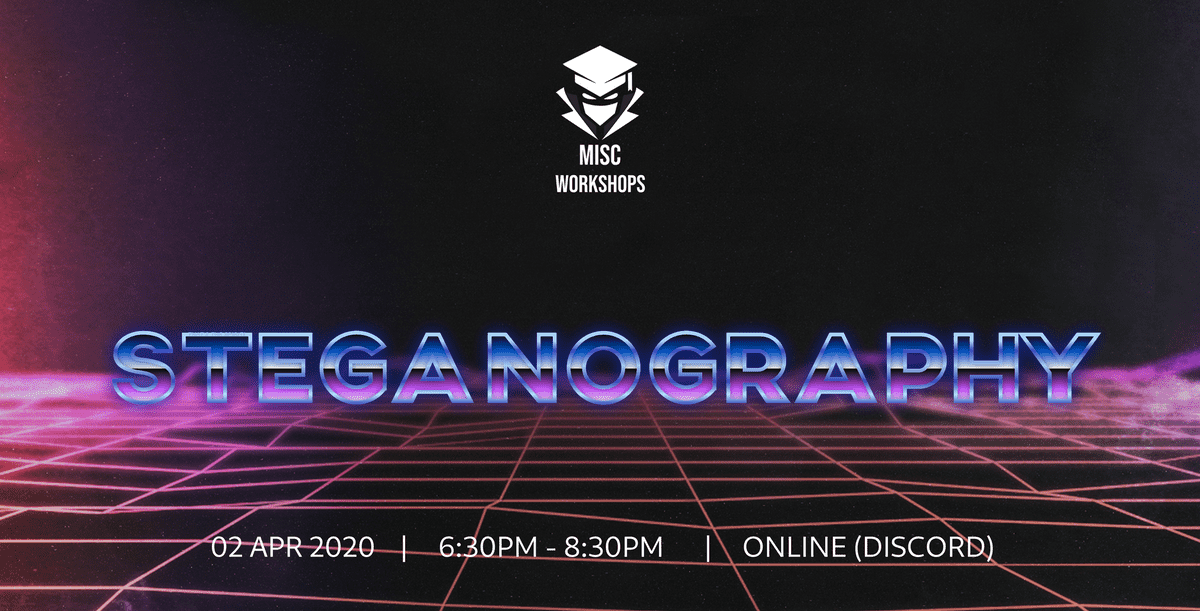 MISC
WORKSHOPS
STEGANOGRAPHY
02 APR 2020 | 6:30PM - 8:30PM | ONLINE (DISCORD)